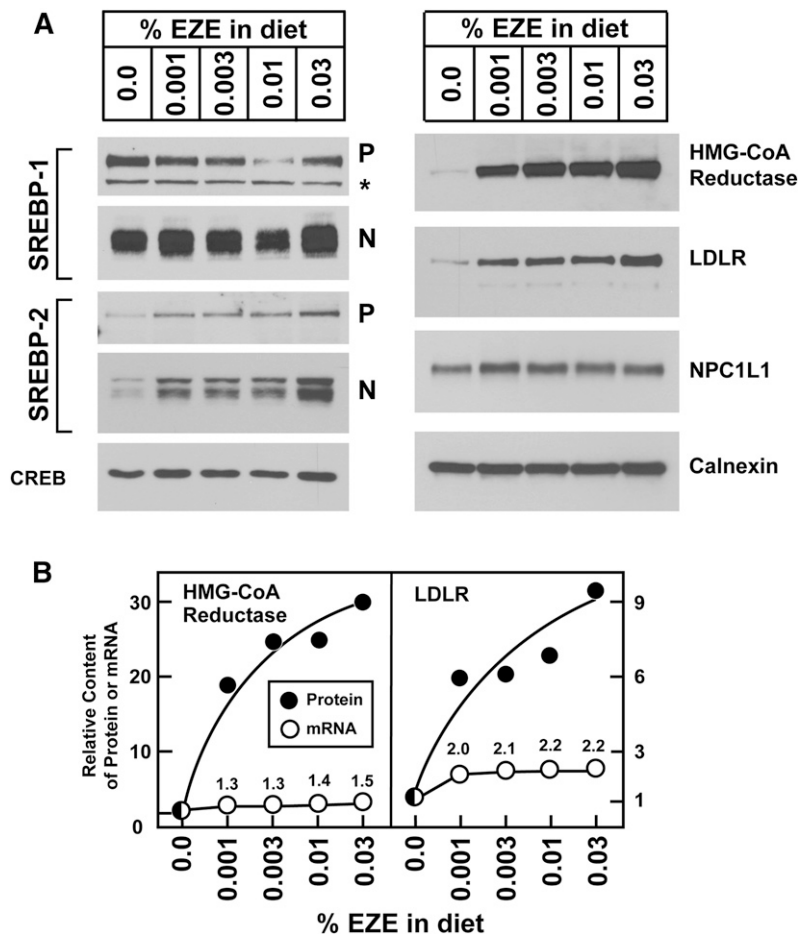 A
% EZE in diet
0.0 0.001 0.003 0.01 0.03
SREBP-1
P
*
N
SREBP-2
P
N
CREB
% EZE in diet
0.0 0.001 0.003 0.01 0.03
HMG-CoA
Reductase
LDLR
NPC1L1
Calnexin
B
Relative Content
of Protein or mRNA
30
20
10
0
HMG-CoA
Reductase
Protein
mRNA
1.3 1.3 1.4 1.5
LDLR
2.0 2.1 2.2 2.2
9
6
3
1
0.0 0.001 0.003 0.01 0.03
0.0 0.001 0.003 0.01 0.03
% EZE in diet